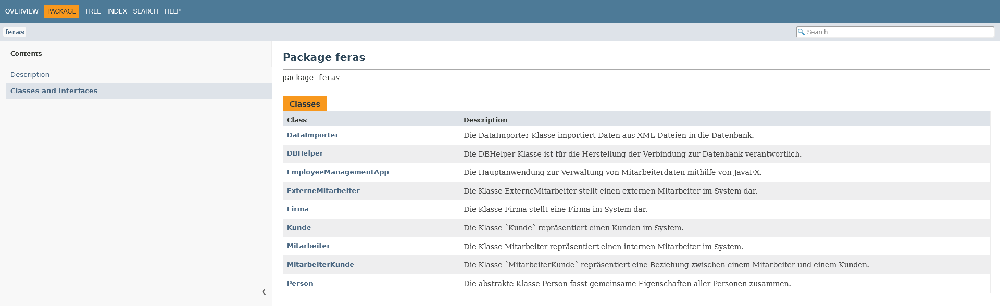 OVERVIEW PACKAGE TREE INDEX SEARCH HELP
feras
Search
Contents
Description
Classes and Interfaces
Package feras
package feras
Classes
Class Description
DataImporter Die DataImporter-Klasse importiert Daten aus XML-Dateien in die Datenbank.
DBHelper Die DBHelper-Klasse ist für die Herstellung der Verbindung zur Datenbank verantwortlich.
EmployeeManagementApp Die Hauptanwendung zur Verwaltung von Mitarbeiterdaten mithilfe von JavaFX.
ExterneMitarbeiter Die Klasse ExterneMitarbeiter stellt einen externen Mitarbeiter im System dar.
Firma Die Klasse Firma stellt eine Firma im System dar.
Kunde Die Klasse `Kunde` repräsentiert einen Kunden im System.
Mitarbeiter Die Klasse Mitarbeiter repräsentiert einen internen Mitarbeiter im System.
MitarbeiterKunde Die Klasse `MitarbeiterKunde` repräsentiert eine Beziehung zwischen einem Mitarbeiter und einem Kunden.
Person Die abstrakte Klasse Person fasst gemeinsame Eigenschaften aller Personen zusammen.